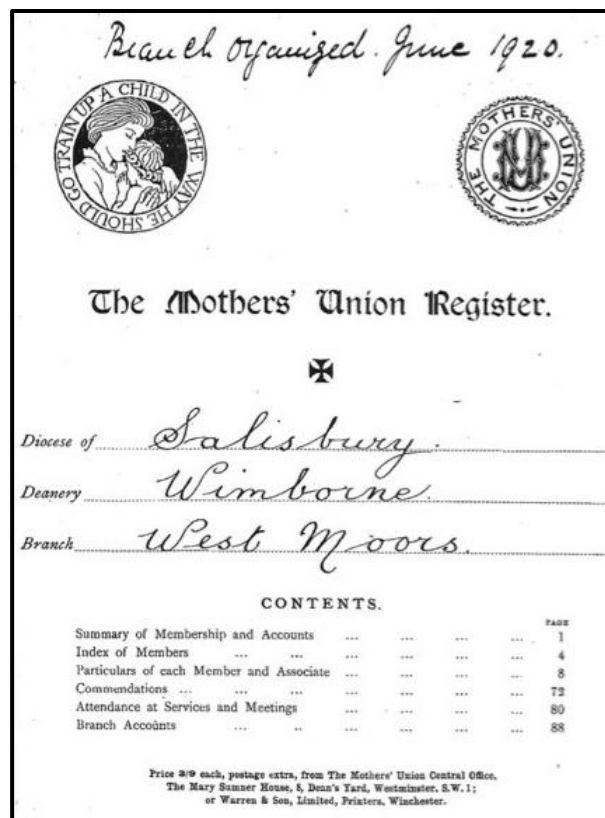 Branch organized. June 1920.
TRAIN UP A CHILD IN THE WAY HE SHOULD GO
THE MOTHERS' UNION
MU
The Mothers' Union Register.
Diocese of Salisbury.
Deanery Wimborne.
Branch West Moors.
CONTENTS.
PAGE
Summary of Membership and Accounts ... ... ... ... 1
Index of Members ... ... ... ... ... ... 4
Particulars of each Member and Associate ... ... ... ... 8
Commendations ... ... ... ... ... ... ... 72
Attendance at Services and Meetings ... ... ... ... 80
Branch Accounts ... .. ... ... ... ... 88
Price 3/9 each, postage extra, from The Mothers' Union Central Office,
The Mary Sumner House, 8, Dean's Yard, Westminster, S.W. 1;
or Warren & Son, Limited, Printers, Winchester.